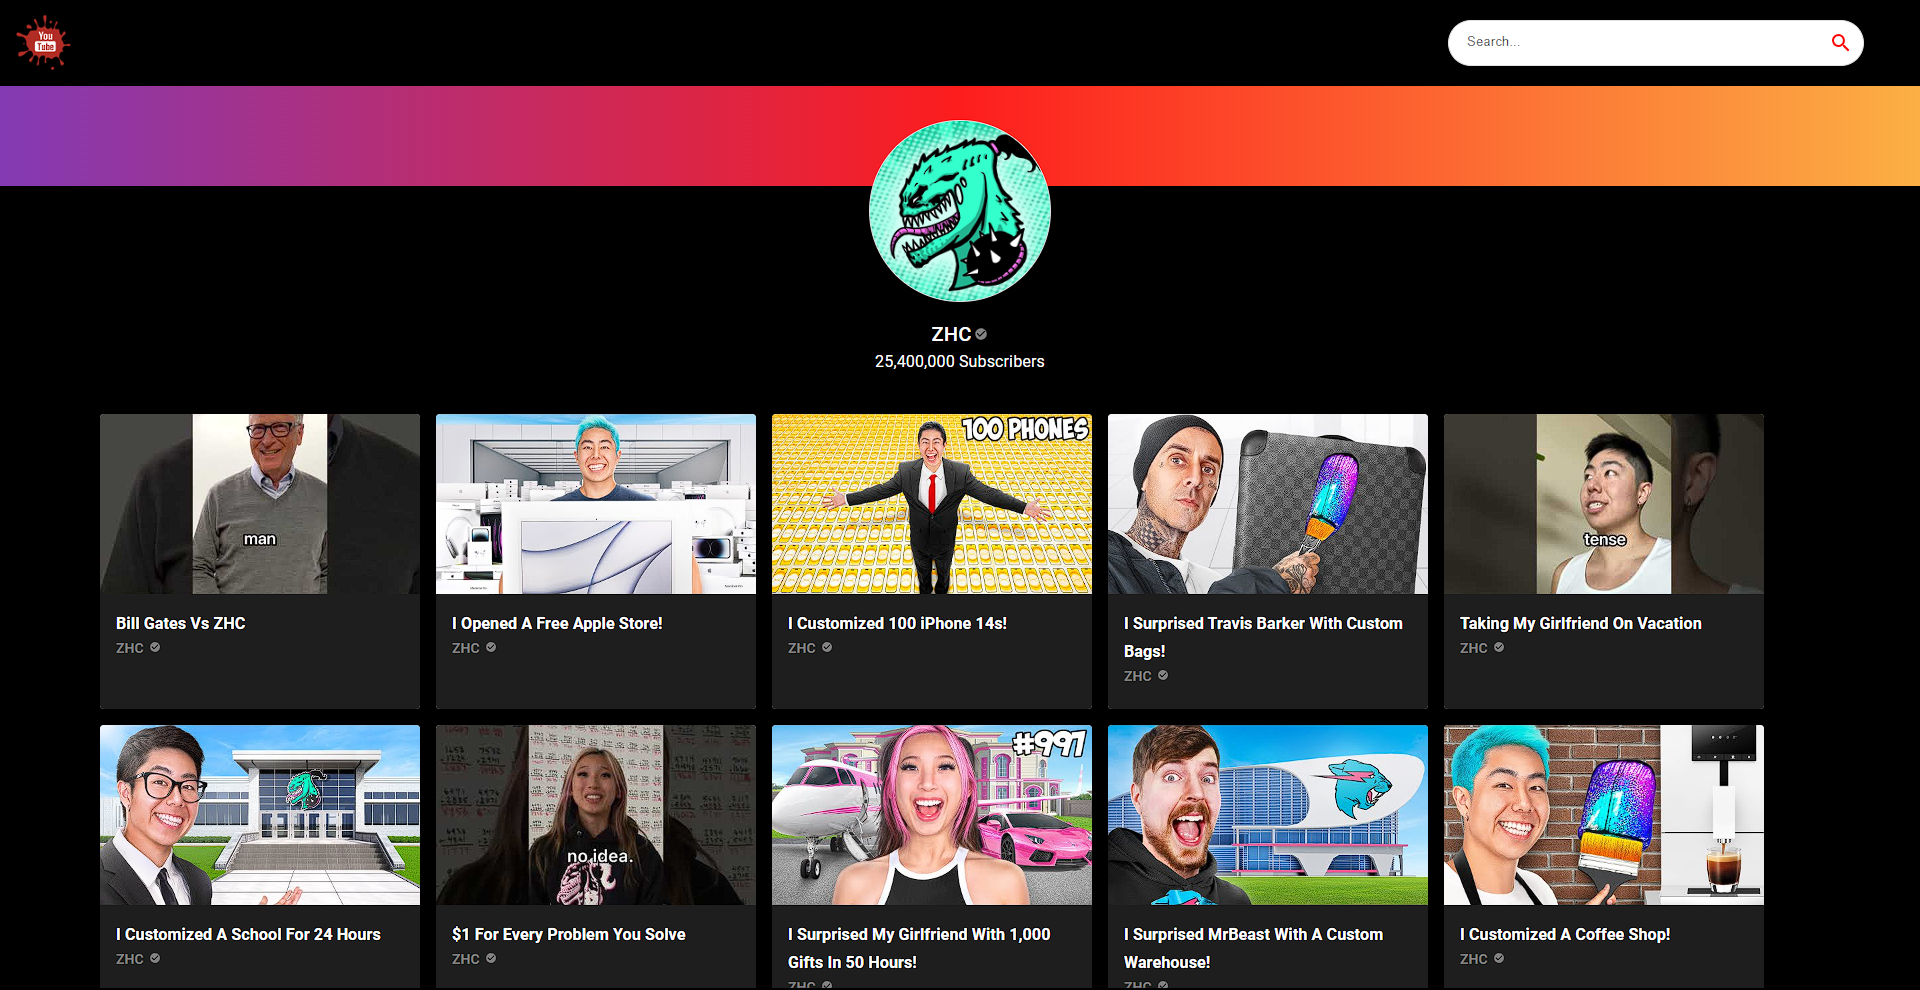 You
Tube
Search...
ZHC
25,400,000 Subscribers
man
100 PHONES
tense
Bill Gates Vs ZHC
ZHC
I Opened A Free Apple Store!
ZHC
I Customized 100 iPhone 14s!
ZHC
I Surprised Travis Barker With Custom
Bags!
ZHC
Taking My Girlfriend On Vacation
ZHC
no idea.
#997
I Customized A School For 24 Hours
ZHC
$1 For Every Problem You Solve
ZHC
I Surprised My Girlfriend With 1,000
Gifts In 50 Hours!
ZHC
I Surprised MrBeast With A Custom
Warehouse!
ZHC
I Customized A Coffee Shop!
ZHC